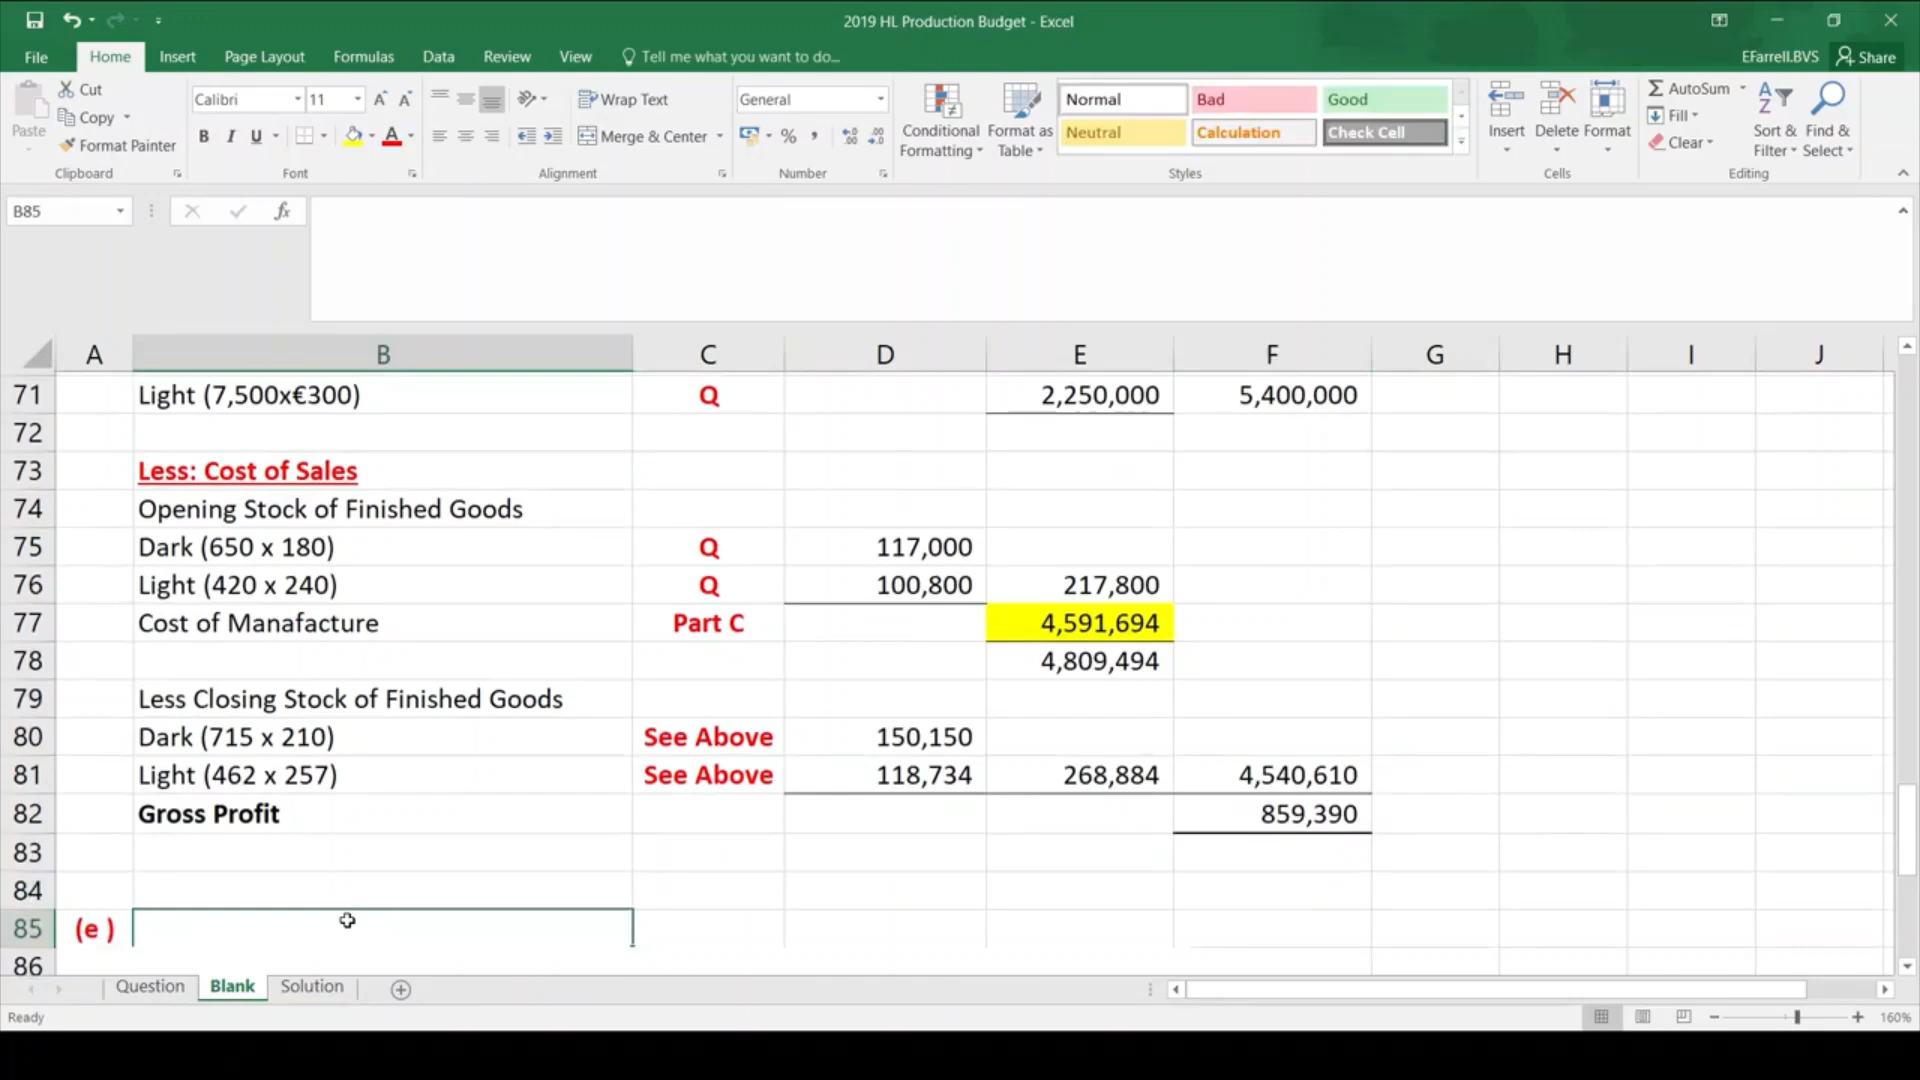 2019 HL Production Budget - Excel
File Home Insert Page Layout Formulas Data Review View Tell me what you want to do... EFarrell.BVS Share
Paste Cut Copy Format Painter Clipboard
Calibri 11 A A B I U A Font
Wrap Text Merge & Center Alignment
General % , Number
Conditional Formatting Format as Table
Normal Bad Good
Neutral Calculation Check Cell
Styles
Insert Delete Format Cells
AutoSum Fill Clear Sort & Filter Find & Select Editing
B85 fx
A B C D E F G H I J
71 Light (7,500x€300) Q 2,250,000 5,400,000
72
73 Less: Cost of Sales
74 Opening Stock of Finished Goods
75 Dark (650 x 180) Q 117,000
76 Light (420 x 240) Q 100,800 217,800
77 Cost of Manafacture Part C 4,591,694
78 4,809,494
79 Less Closing Stock of Finished Goods
80 Dark (715 x 210) See Above 150,150
81 Light (462 x 257) See Above 118,734 268,884 4,540,610
82 Gross Profit 859,390
83
84
85 (e )
86
Question Blank Solution
Ready 160%